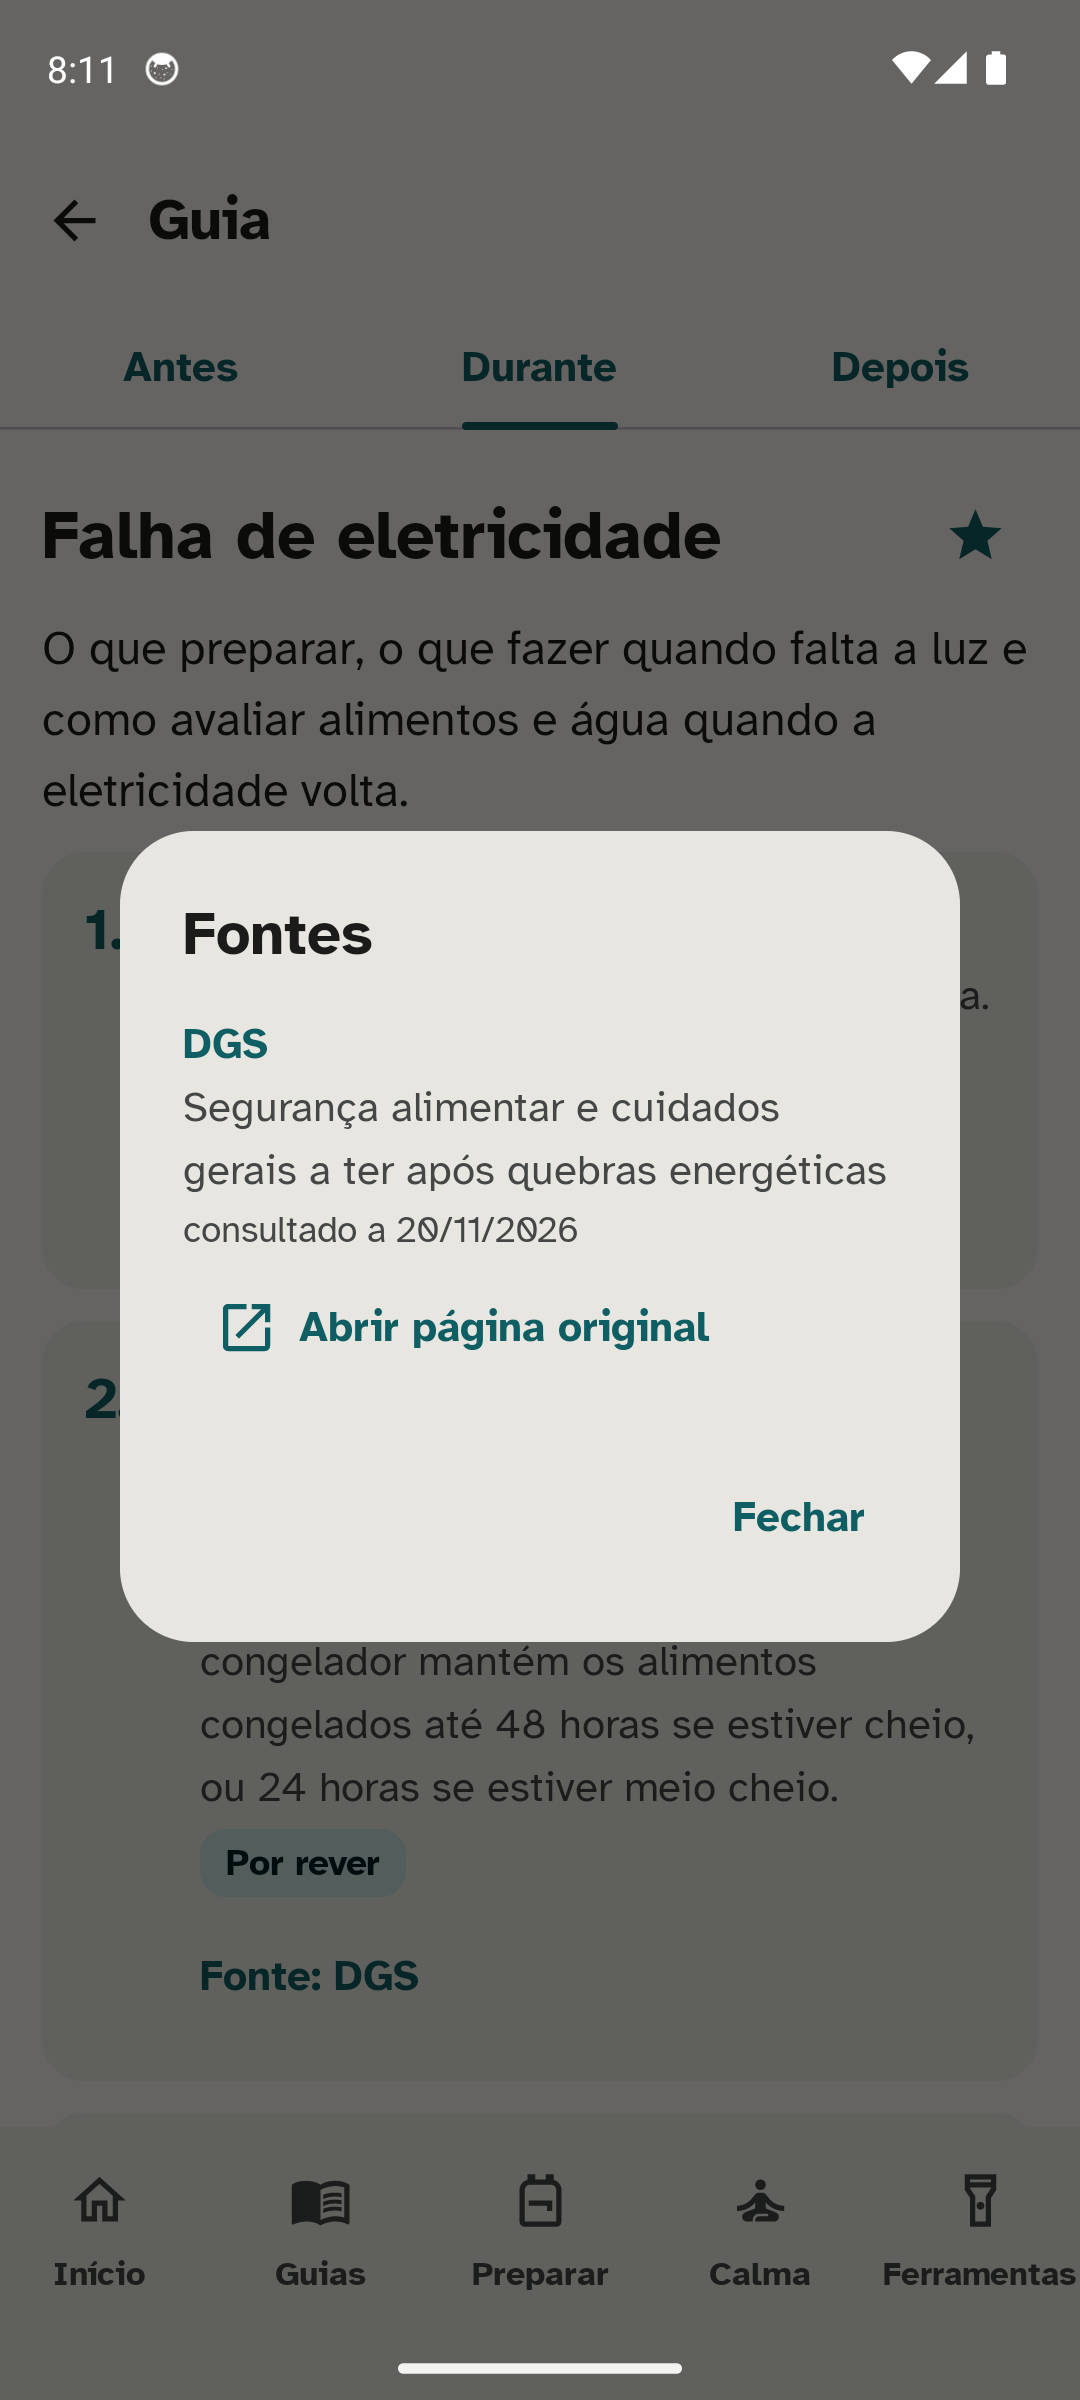 8:11
Guia
Antes
Durante
Depois
Falha de eletricidade
O que preparar, o que fazer quando falta a luz e
como avaliar alimentos e água quando a
eletricidade volta.
1.
a.
Fontes
DGS
Segurança alimentar e cuidados
gerais a ter após quebras energéticas
consultado a 20/11/2026
Abrir página original
2.
Fechar
congelador mantém os alimentos
congelados até 48 horas se estiver cheio,
ou 24 horas se estiver meio cheio.
Por rever
Fonte: DGS
Início
Guias
Preparar
Calma
Ferramentas